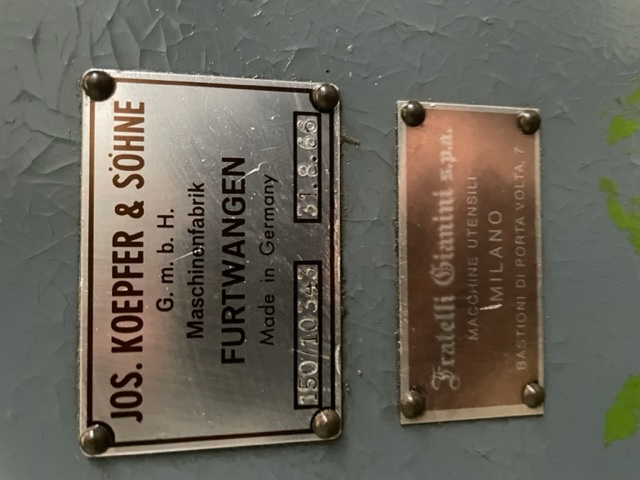 JOS. KOEPFER & SÖHNE
G. m. b. H.
Maschinenfabrik
FURTWANGEN
Made in Germany
150/10343 31.8.66
Fratelli Gianini s.p.a.
MACCHINE UTENSILI
MILANO
BASTIONI DI PORTA VOLTA, 7